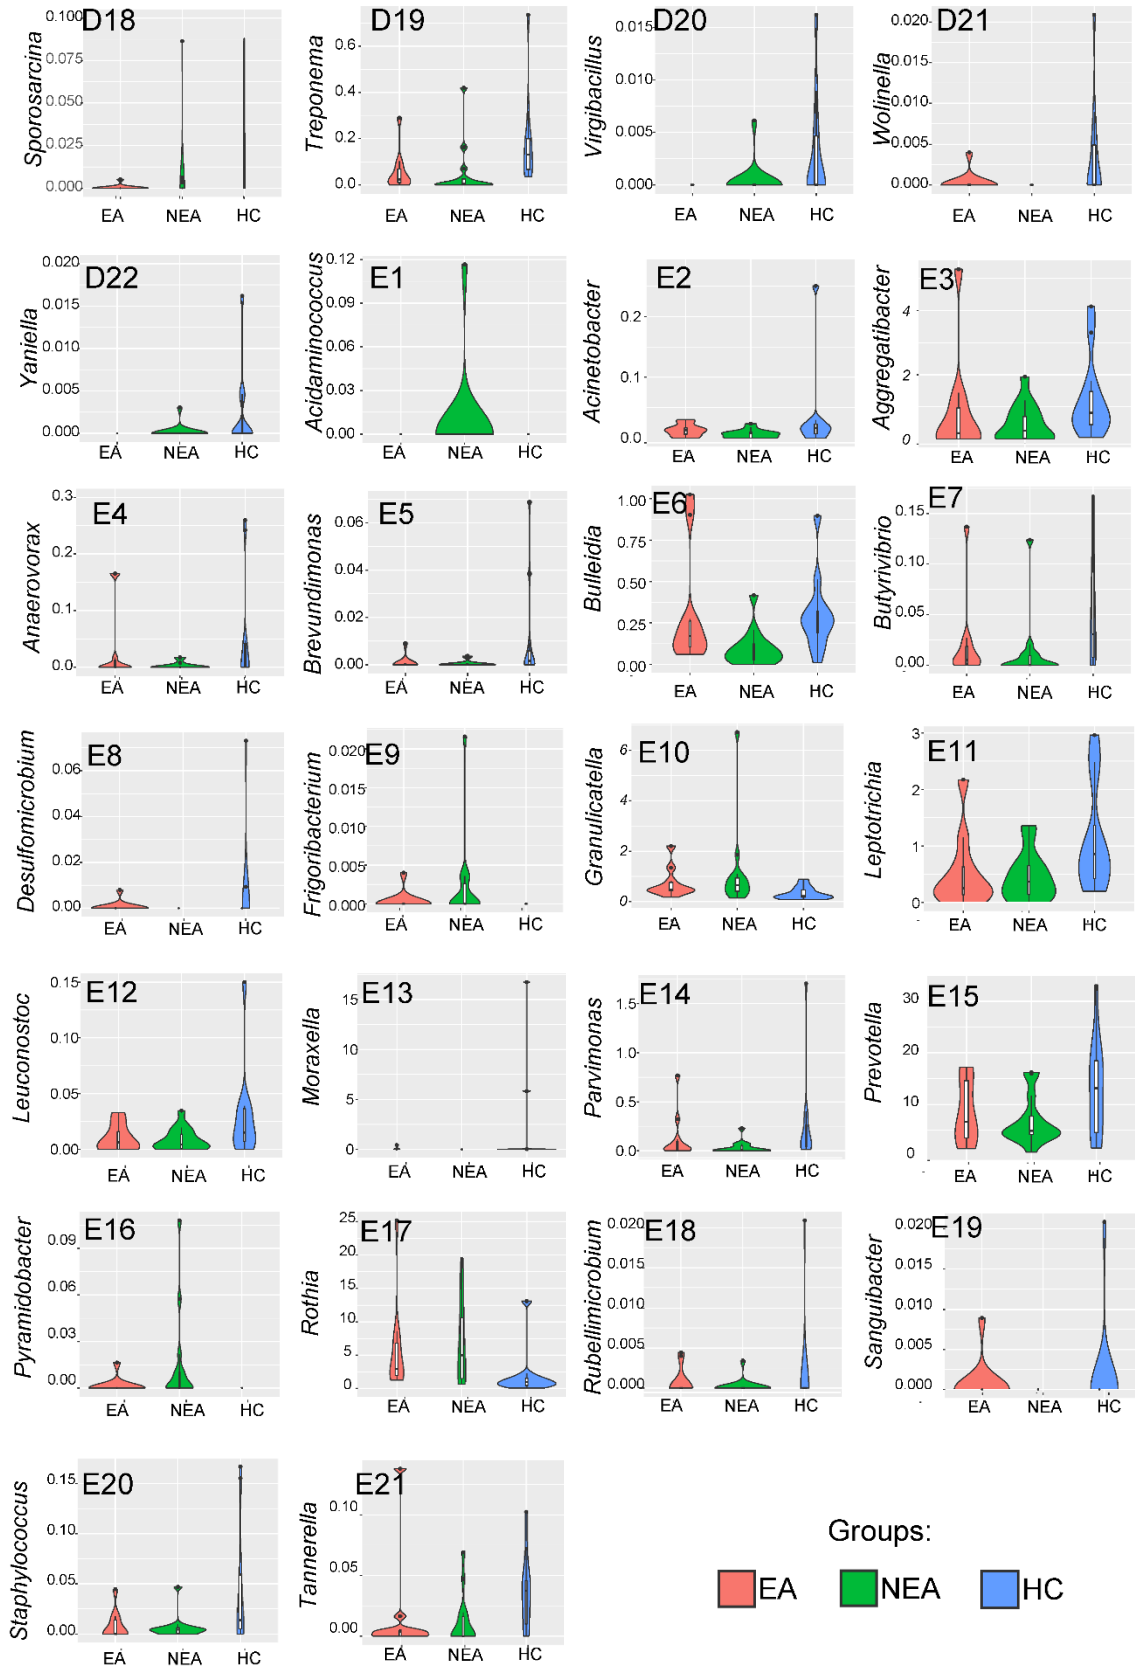 D18
Sporosarcina
0.100
0.075
0.050
0.025
0.000
EA NEA HC
D19
Treponema
0.6
0.4
0.2
0.0
EA NEA HC
D20
Virgibacillus
0.015
0.010
0.005
0.000
EA NEA HC
D21
Wolinella
0.020
0.015
0.010
0.005
0.000
EA NEA HC
D22
Yaniella
0.020
0.015
0.010
0.005
0.000
EA NEA HC
E1
Acidaminococcus
0.12
0.09
0.06
0.03
0.00
EA NEA HC
E2
Acinetobacter
0.2
0.1
0.0
EA NEA HC
E3
Aggregatibacter
4
2
0
EA NEA HC
E4
Anaerovorax
0.3
0.2
0.1
0.0
EA NEA HC
E5
Brevundimonas
0.06
0.04
0.02
0.00
EA NEA HC
E6
Bulleidia
1.00
0.75
0.50
0.25
0.00
EA NEA HC
E7
Butyrivibrio
0.15
0.10
0.05
0.00
EA NEA HC
E8
Desulfomicrobium
0.06
0.04
0.02
0.00
EA NEA HC
E9
Frigoribacterium
0.020
0.015
0.010
0.005
0.000
EA NEA HC
E10
Granulicatella
6
4
2
0
EA NEA HC
E11
Leptotrichia
3
2
1
0
EA NEA HC
E12
Leuconostoc
0.15
0.10
0.05
0.00
EA NEA HC
E13
Moraxella
15
10
5
0
EA NEA HC
E14
Parvimonas
1.5
1.0
0.5
0.0
EA NEA HC
E15
Prevotella
30
20
10
0
EA NEA HC
E16
Pyramidobacter
0.09
0.06
0.03
0.00
EA NEA HC
E17
Rothia
25
20
15
10
5
0
EA NEA HC
E18
Rubellimicrobium
0.020
0.015
0.010
0.005
0.000
EA NEA HC
E19
Sanguibacter
0.020
0.015
0.010
0.005
0.000
EA NEA HC
E20
Staphylococcus
0.15
0.10
0.05
0.00
EA NEA HC
E21
Tannerella
0.10
0.05
0.00
EA NEA HC
Groups:
EA NEA HC